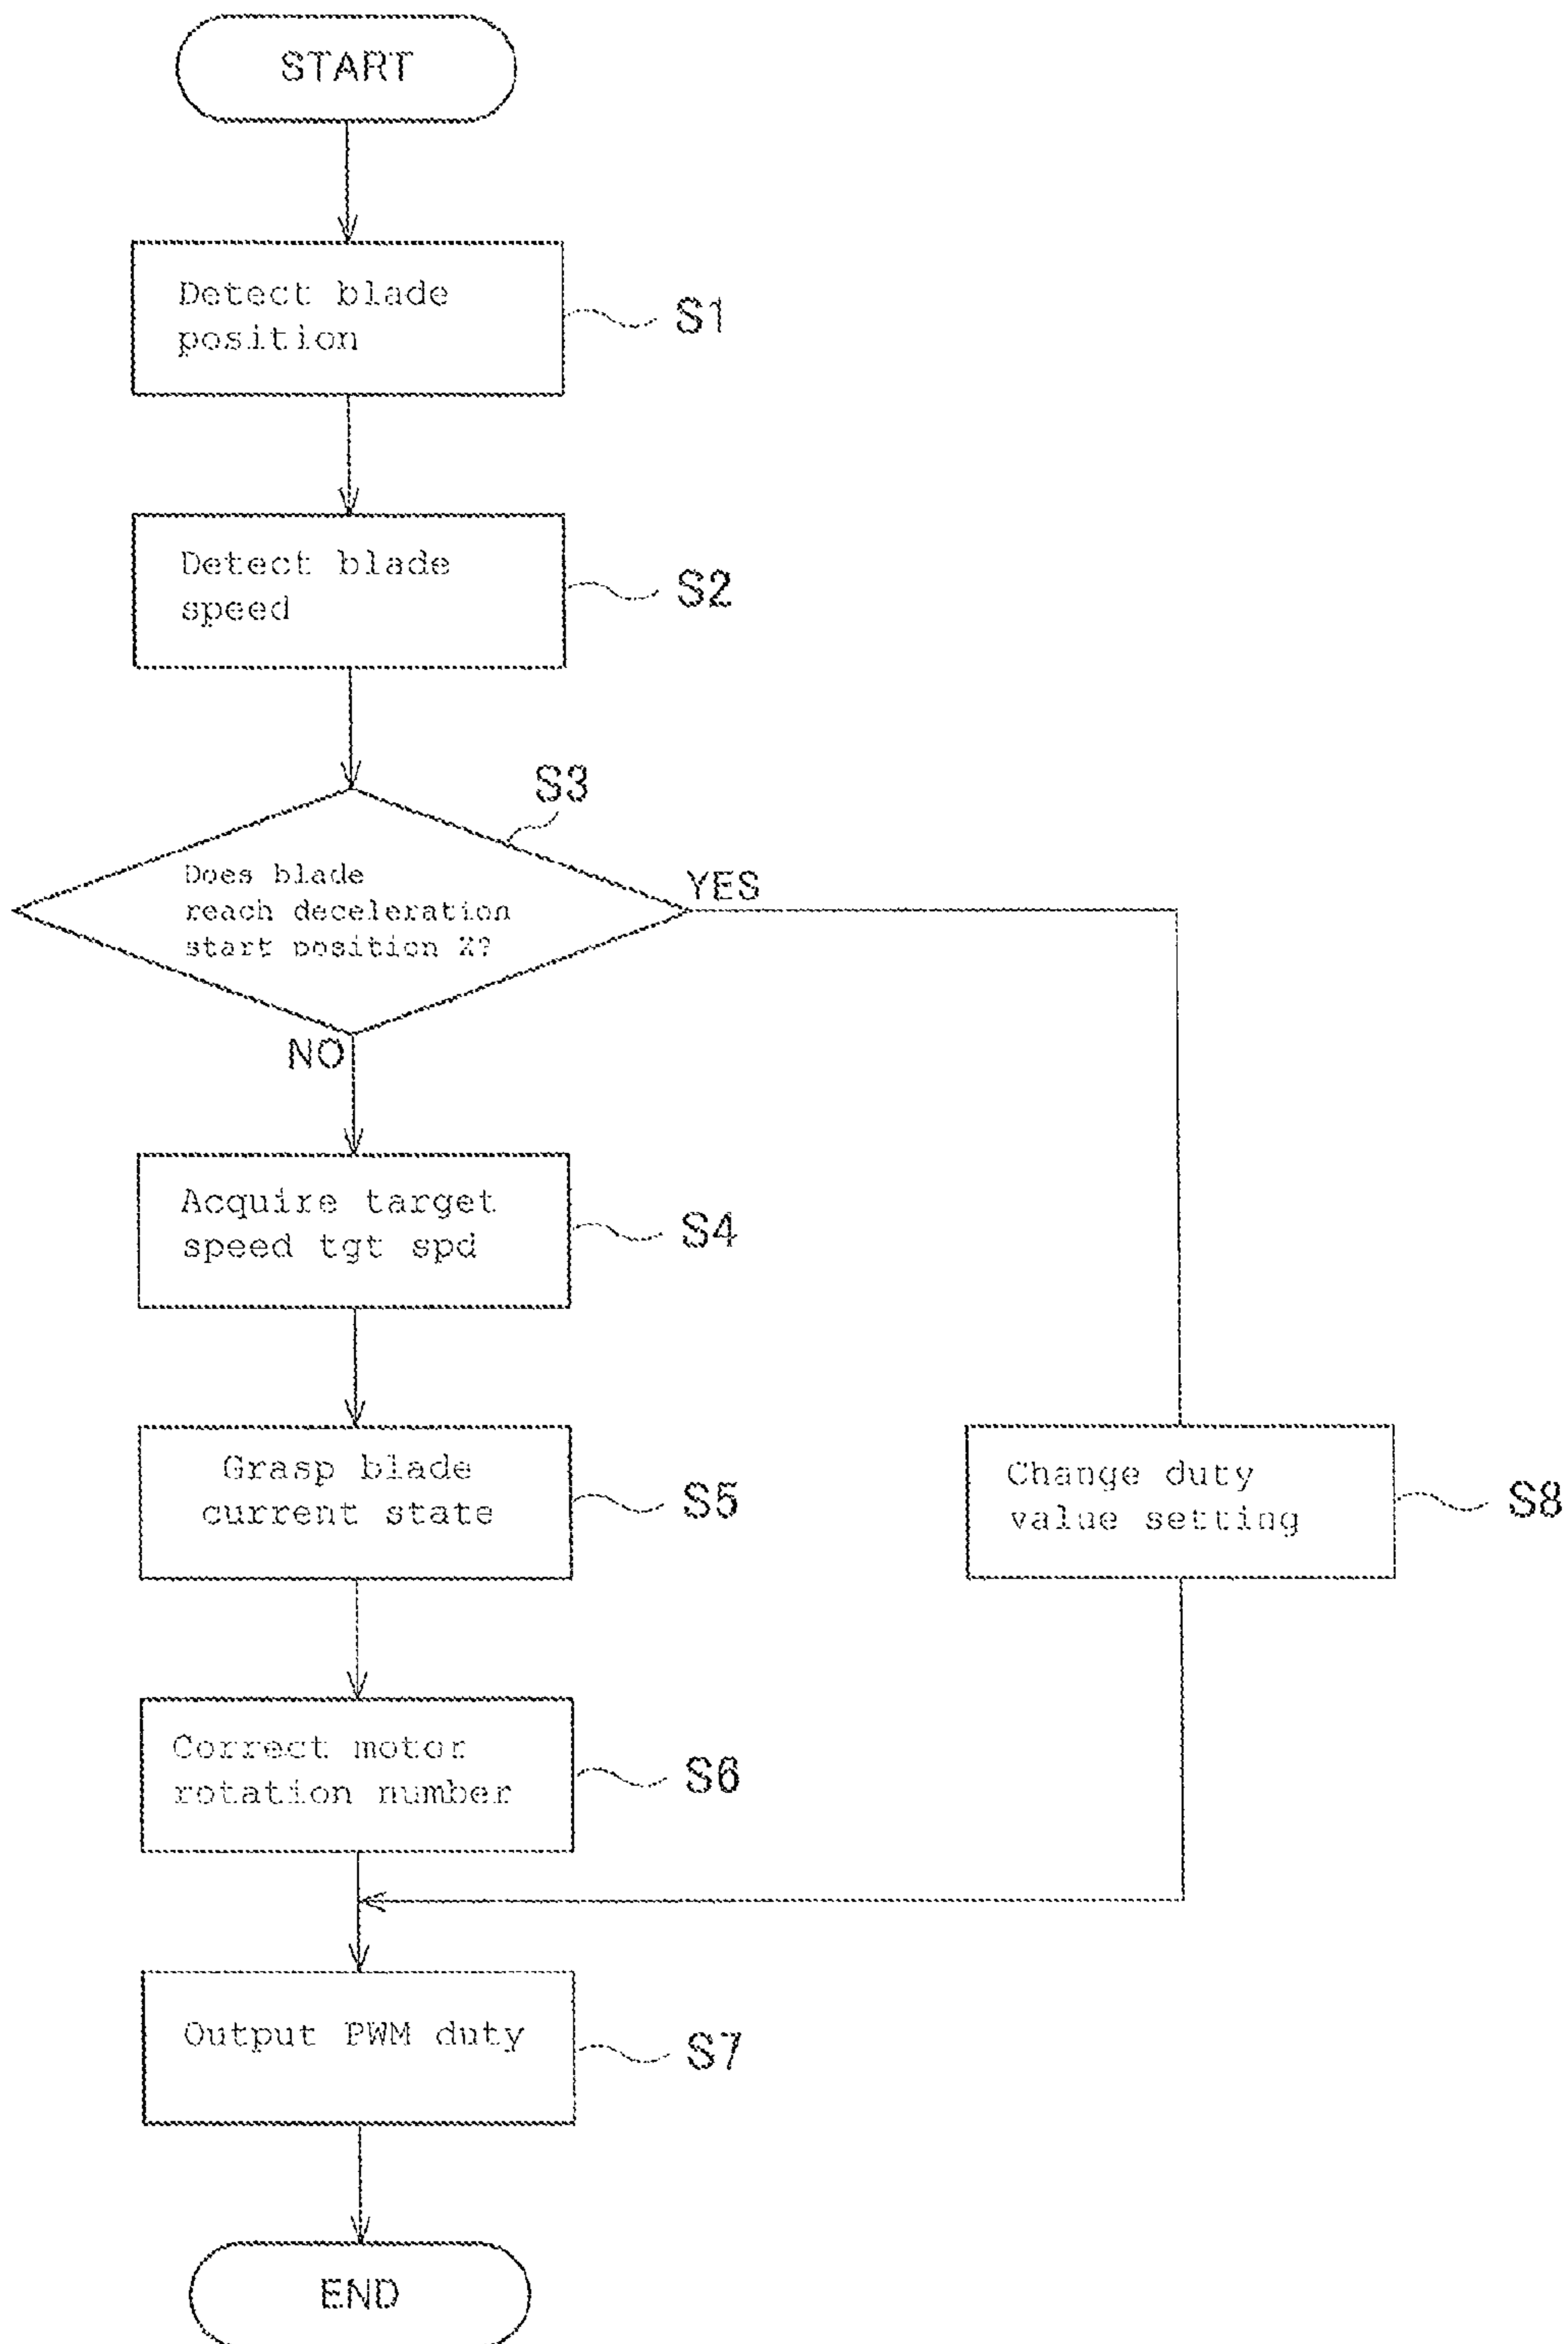 START
Detect blade
position
S1
Detect blade
speed
S2
S3
Does blade
reach deceleration
start position X?
YES
NO
Acquire target
speed tgt spd
S4
Grasp blade
current state
S5
Change duty
value setting
S8
Correct motor
rotation number
S6
Output PWM duty
S7
END